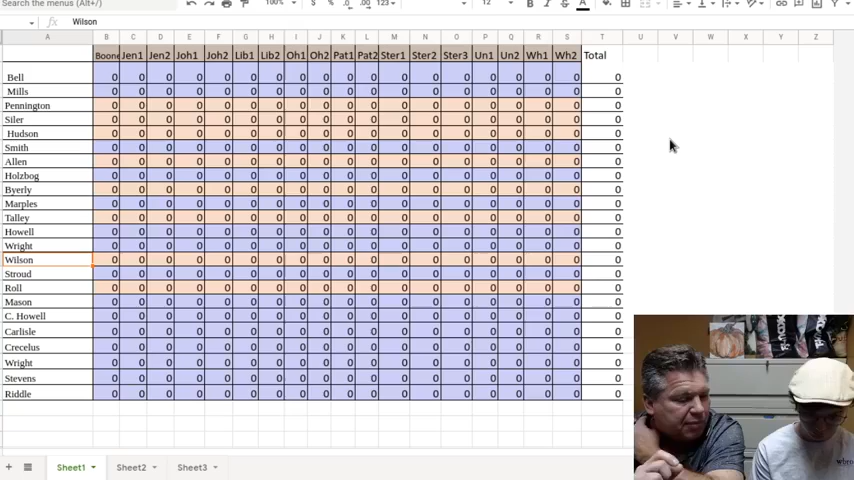 Search the menus (Alt+/)
100% $ % .0 .00 123 12 A
fx Wilson
A B C D E F G H I J K L M N O P Q R S T U V W X Y Z
Boone Jen1 Jen2 Joh1 Joh2 Lib1 Lib2 Oh1 Oh2 Pat1 Pat2 Ster1 Ster2 Ster3 Un1 Un2 Wh1 Wh2 Total
Bell 0 0 0 0 0 0 0 0 0 0 0 0 0 0 0 0 0 0 0
Mills 0 0 0 0 0 0 0 0 0 0 0 0 0 0 0 0 0 0 0
Pennington 0 0 0 0 0 0 0 0 0 0 0 0 0 0 0 0 0 0 0
Siler 0 0 0 0 0 0 0 0 0 0 0 0 0 0 0 0 0 0 0
Hudson 0 0 0 0 0 0 0 0 0 0 0 0 0 0 0 0 0 0 0
Smith 0 0 0 0 0 0 0 0 0 0 0 0 0 0 0 0 0 0 0
Allen 0 0 0 0 0 0 0 0 0 0 0 0 0 0 0 0 0 0 0
Holzbog 0 0 0 0 0 0 0 0 0 0 0 0 0 0 0 0 0 0 0
Byerly 0 0 0 0 0 0 0 0 0 0 0 0 0 0 0 0 0 0 0
Marples 0 0 0 0 0 0 0 0 0 0 0 0 0 0 0 0 0 0 0
Talley 0 0 0 0 0 0 0 0 0 0 0 0 0 0 0 0 0 0 0
Howell 0 0 0 0 0 0 0 0 0 0 0 0 0 0 0 0 0 0 0
Wright 0 0 0 0 0 0 0 0 0 0 0 0 0 0 0 0 0 0 0
Wilson 0 0 0 0 0 0 0 0 0 0 0 0 0 0 0 0 0 0 0
Stroud 0 0 0 0 0 0 0 0 0 0 0 0 0 0 0 0 0 0 0
Roll 0 0 0 0 0 0 0 0 0 0 0 0 0 0 0 0 0 0 0
Mason 0 0 0 0 0 0 0 0 0 0 0 0 0 0 0 0 0 0 0
C. Howell 0 0 0 0 0 0 0 0 0 0 0 0 0 0 0 0 0 0 0
Carlisle 0 0 0 0 0 0 0 0 0 0 0 0 0 0 0 0 0 0 0
Crecelus 0 0 0 0 0 0 0 0 0 0 0 0 0 0 0 0 0 0 0
Wright 0 0 0 0 0 0 0 0 0 0 0 0 0 0 0 0 0 0 0
Stevens 0 0 0 0 0 0 0 0 0 0 0 0 0 0 0 0 0 0 0
Riddle 0 0 0 0 0 0 0 0 0 0 0 0 0 0 0 0 0 0 0
Sheet1 Sheet2 Sheet3